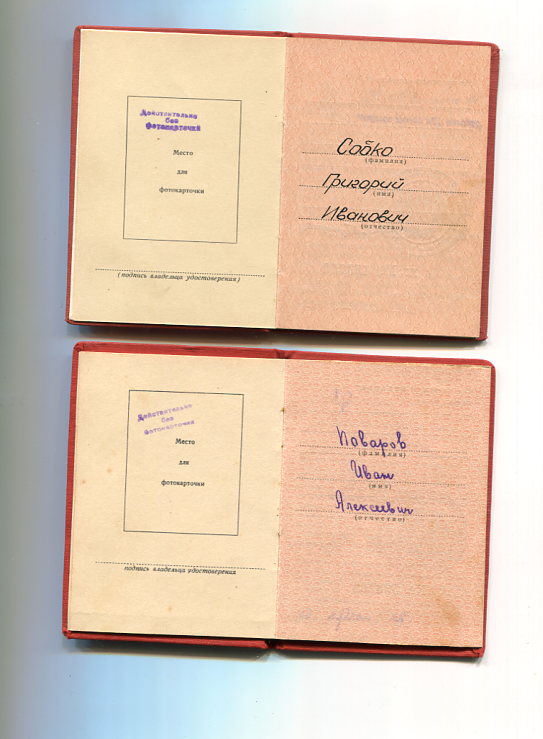 Действительно
без
фотокарточки
Место
для
фотокарточки
(подпись владельца удостоверения)
Собко
(фамилия)
Григорий
(имя)
Иванович
(отчество)
Действительно
без
фотокарточки
Место
для
фотокарточки
подпись владельца удостоверения
Поваров
(фамилия)
Иван
(имя)
Алексеевич
(отчество)